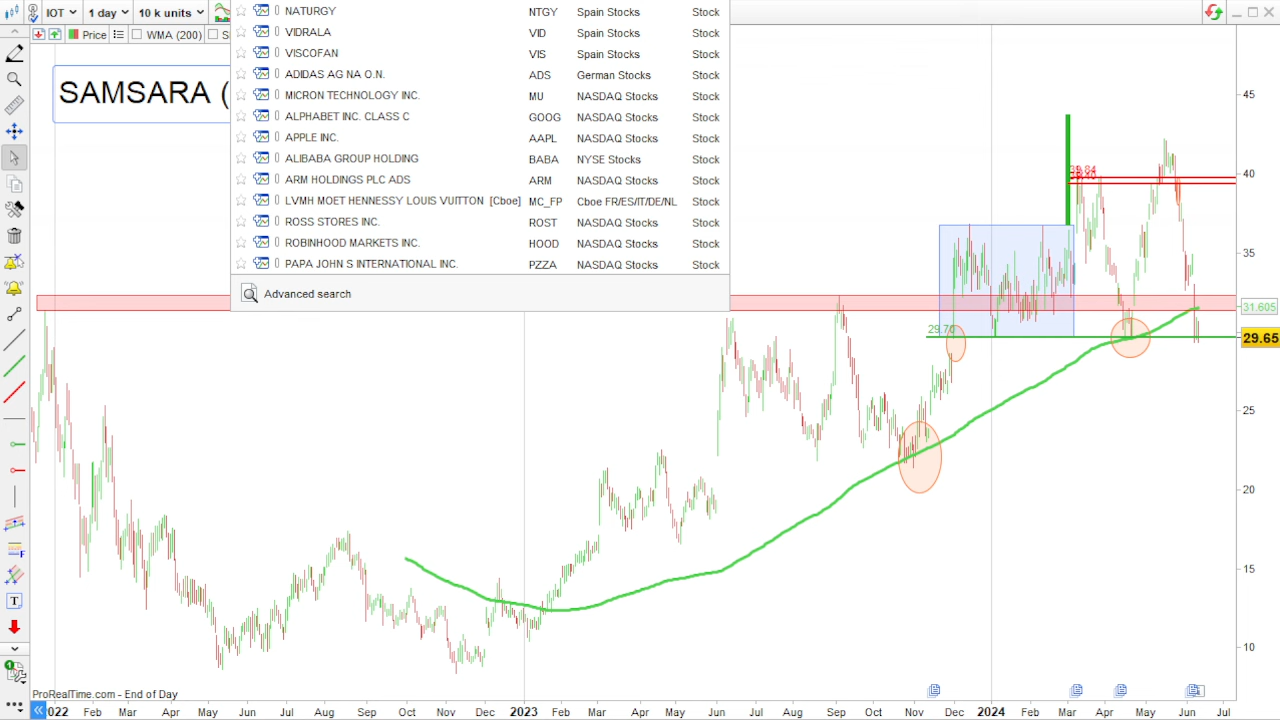 IOT 1 day 10 k units
Price WMA (200) S
SAMSARA (
NATURGY NTGY Spain Stocks Stock
VIDRALA VID Spain Stocks Stock
VISCOFAN VIS Spain Stocks Stock
ADIDAS AG NA O.N. ADS German Stocks Stock
MICRON TECHNOLOGY INC. MU NASDAQ Stocks Stock
ALPHABET INC. CLASS C GOOG NASDAQ Stocks Stock
APPLE INC. AAPL NASDAQ Stocks Stock
ALIBABA GROUP HOLDING BABA NYSE Stocks Stock
ARM HOLDINGS PLC ADS ARM NASDAQ Stocks Stock
LVMH MOET HENNESSY LOUIS VUITTON [Cboe] MC_FP Cboe FR/ES/IT/DE/NL Stock
ROSS STORES INC. ROST NASDAQ Stocks Stock
ROBINHOOD MARKETS INC. HOOD NASDAQ Stocks Stock
PAPA JOHN S INTERNATIONAL INC. PZZA NASDAQ Stocks Stock
Advanced search
45
40
35
31.605
29.65
25
20
15
10
ProRealTime.com - End of Day
2022 Feb Mar Apr May Jun Jul Aug Sep Oct Nov Dec 2023 Feb Mar Apr May Jun Jul Aug Sep Oct Nov Dec 2024 Feb Mar Apr May Jun Jul